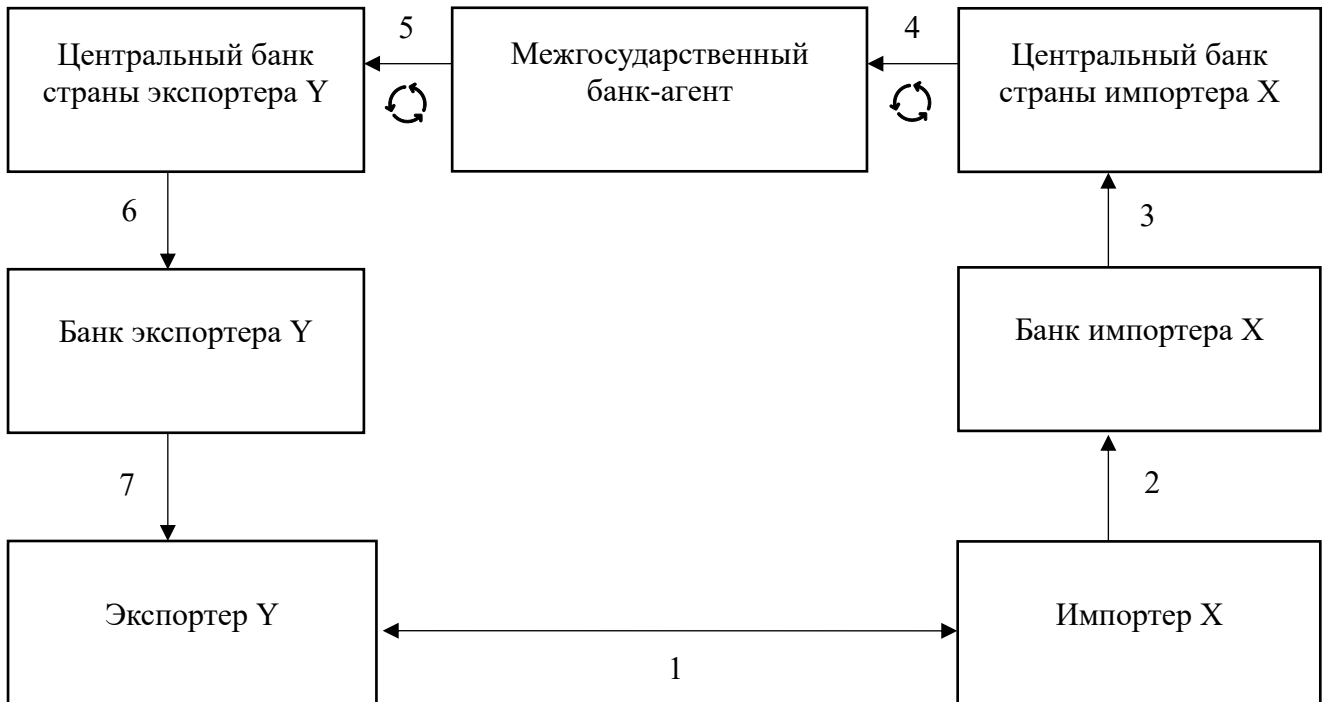 5
4
Центральный банк
страны экспортера Y
Межгосударственный
банк-агент
Центральный банк
страны импортера X
6
3
Банк экспортера Y
Банк импортера X
7
2
Экспортер Y
Импортер X
1